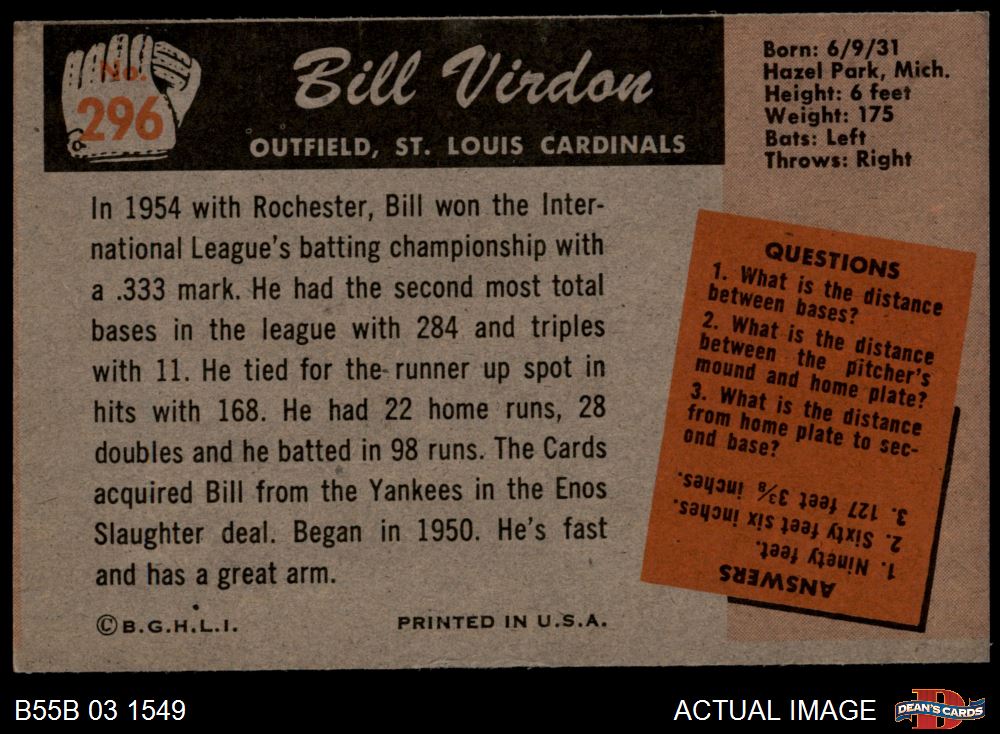 No.
296
Bill Virdon
OUTFIELD, ST. LOUIS CARDINALS
Born: 6/9/31
Hazel Park, Mich.
Height: 6 feet
Weight: 175
Bats: Left
Throws: Right
In 1954 with Rochester, Bill won the Inter-
national League's batting championship with
a .333 mark. He had the second most total
bases in the league with 284 and triples
with 11. He tied for the runner up spot in
hits with 168. He had 22 home runs, 28
doubles and he batted in 98 runs. The Cards
acquired Bill from the Yankees in the Enos
Slaughter deal. Began in 1950. He's fast
and has a great arm.
QUESTIONS
1. What is the distance
between bases?
2. What is the distance
between the pitcher's
mound and home plate?
3. What is the distance
from home plate to sec-
ond base?
ANSWERS
1. Ninety feet.
2. Sixty feet six inches.
3. 127 feet 3⅜ inches.
©B.G.H.L.I.
PRINTED IN U.S.A.
B55B 03 1549
ACTUAL IMAGE
DEAN'S CARDS